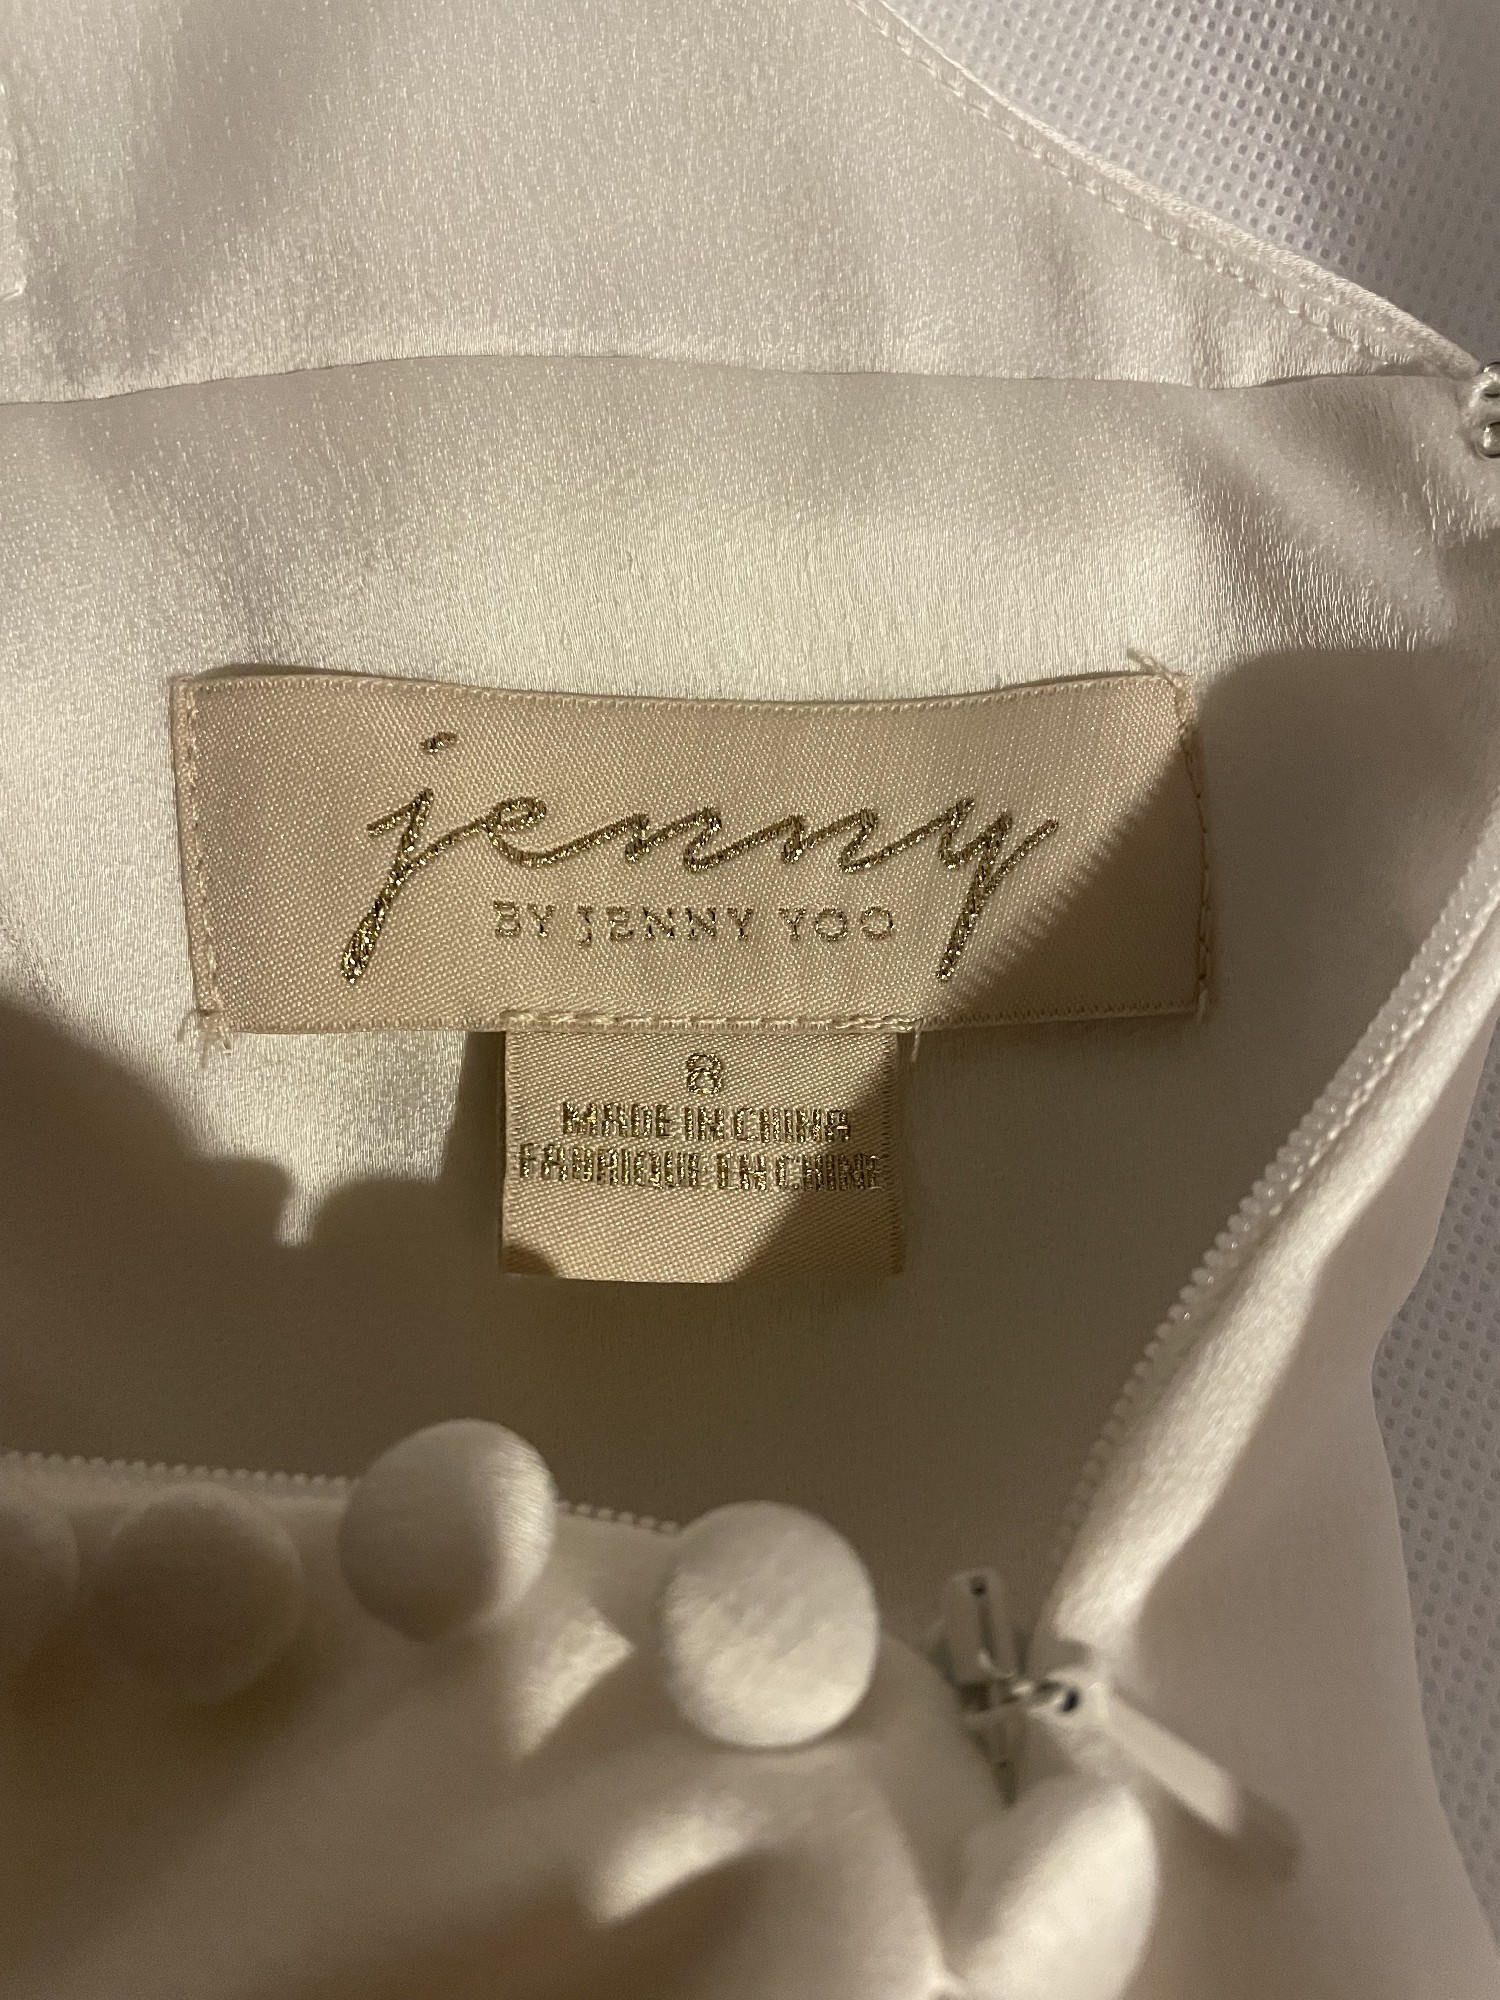 jenny
BY JENNY YOO
8
MADE IN CHINA
FABRIQUE EN CHINE